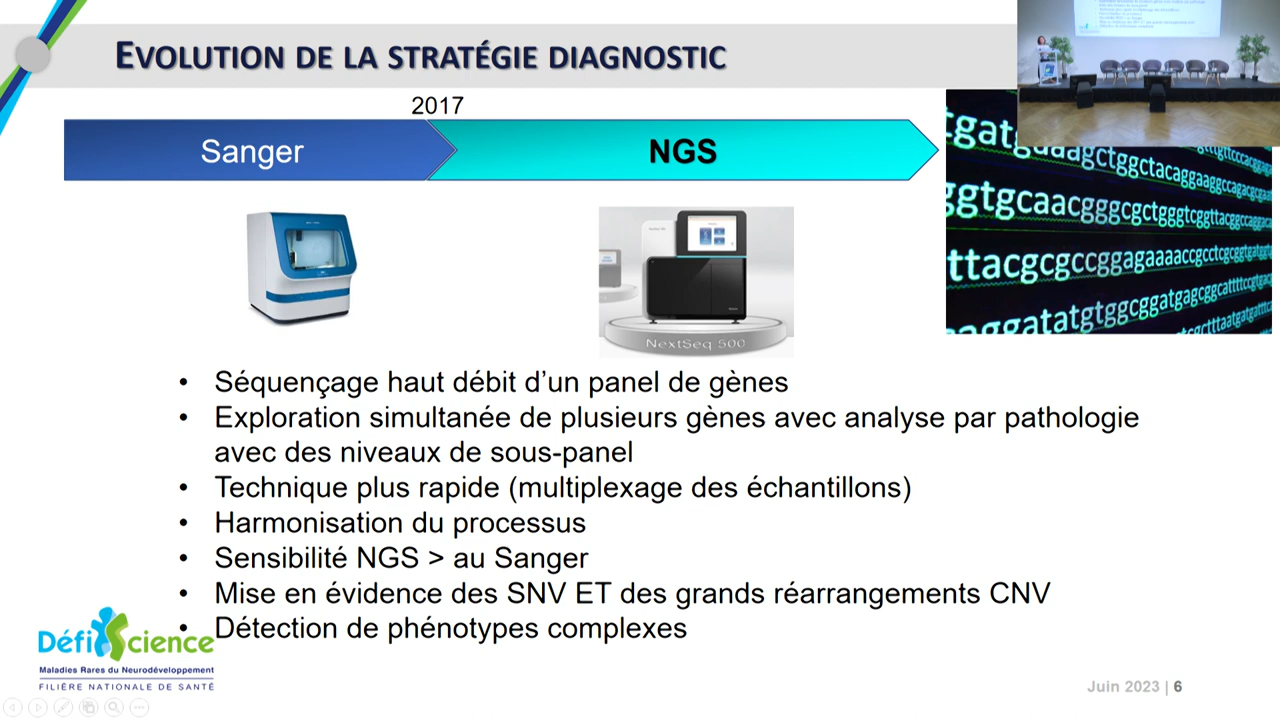 EVOLUTION DE LA STRATÉGIE DIAGNOSTIC
2017
Sanger
NGS
NextSeq 500
• Séquençage haut débit d’un panel de gènes
• Exploration simultanée de plusieurs gènes avec analyse par pathologie
avec des niveaux de sous-panel
• Technique plus rapide (multiplexage des échantillons)
• Harmonisation du processus
• Sensibilité NGS > au Sanger
• Mise en évidence des SNV ET des grands réarrangements CNV
• Détection de phénotypes complexes
DéfiScience
Maladies Rares du Neurodéveloppement
FILIÈRE NATIONALE DE SANTÉ
Juin 2023 | 6